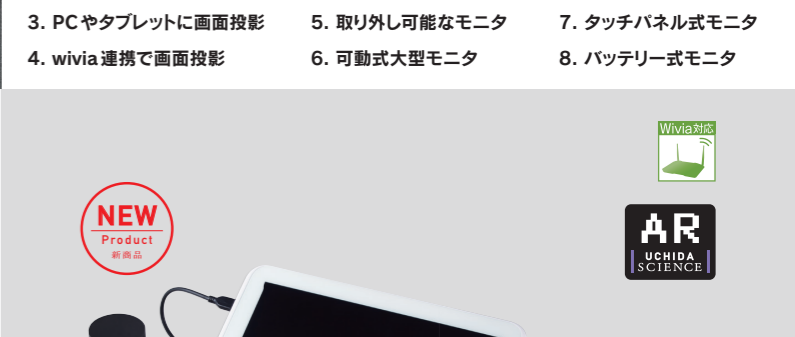 3. PCやタブレットに画面投影
5. 取り外し可能なモニタ
7. タッチパネル式モニタ
4. wivia連携で画面投影
6. 可動式大型モニタ
8. バッテリー式モニタ
Wivia対応
NEW
Product
新商品
AR
UCHIDA
SCIENCE